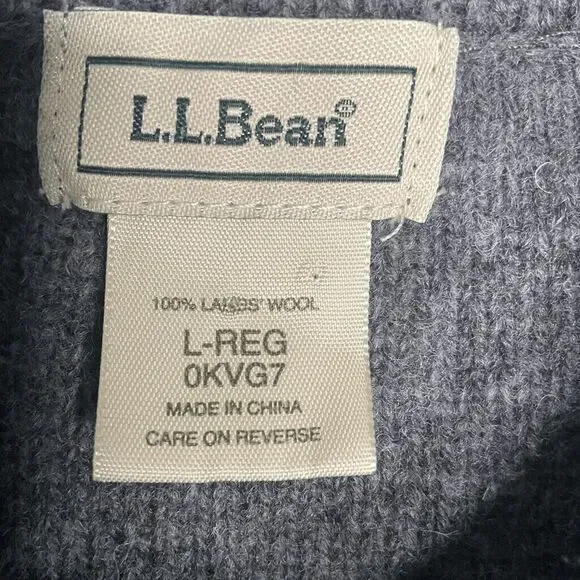 L.L.Bean®
100% LAMBS' WOOL
L-REG
0KVG7
MADE IN CHINA
CARE ON REVERSE